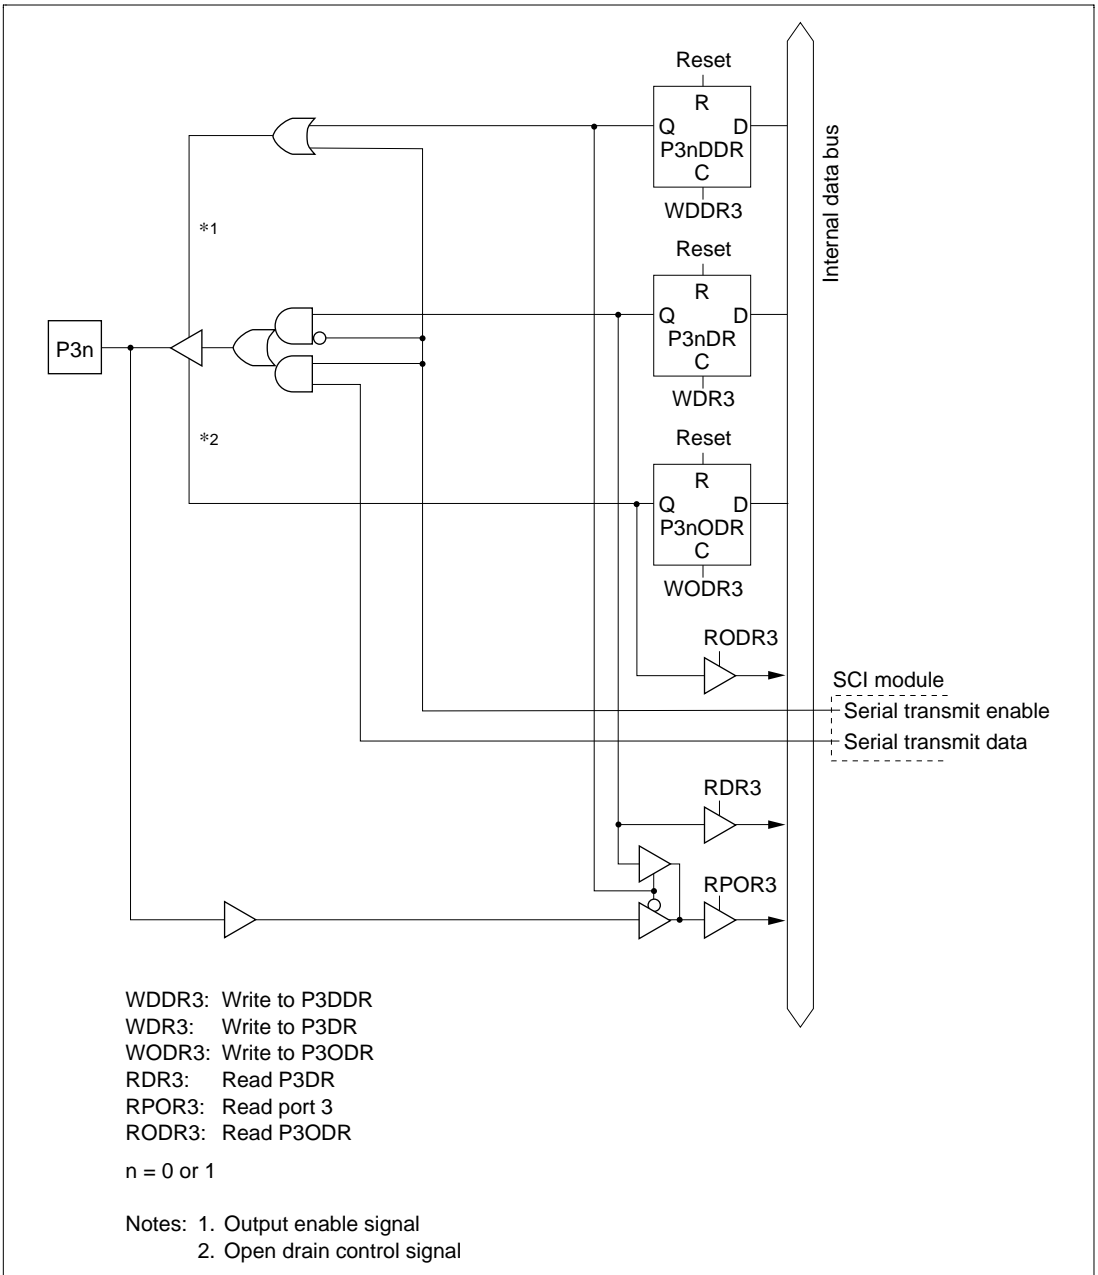 Reset
R
Q D
P3nDDR
C
WDDR3
Internal data bus
*1
Reset
R
Q D
P3nDR
C
WDR3
P3n
*2
Reset
R
Q D
P3nODR
C
WODR3
RODR3
SCI module
Serial transmit enable
Serial transmit data
RDR3
RPOR3
WDDR3: Write to P3DDR
WDR3: Write to P3DR
WODR3: Write to P3ODR
RDR3: Read P3DR
RPOR3: Read port 3
RODR3: Read P3ODR
n = 0 or 1
Notes: 1. Output enable signal
2. Open drain control signal